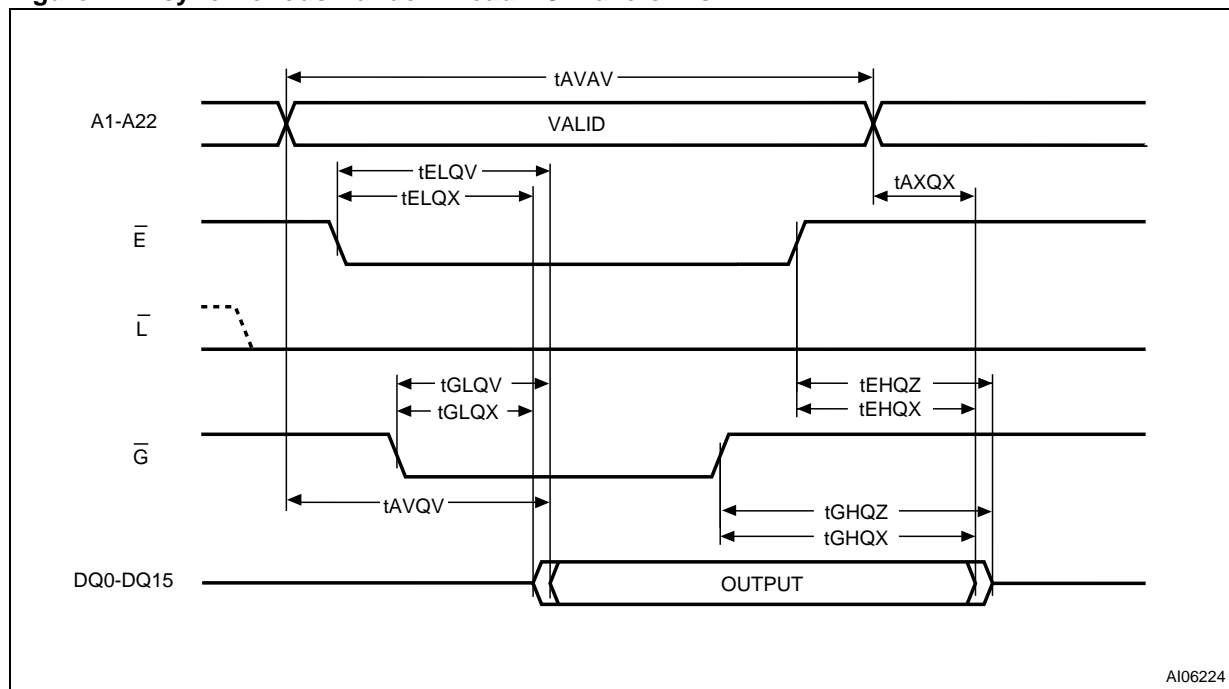 tAVAV
A1-A22
VALID
tELQV
tELQX
tAXQX
E
L
tGLQV
tGLQX
tEHQZ
tEHQX
G
tAVQV
tGHQZ
tGHQX
DQ0-DQ15
OUTPUT
AI06224